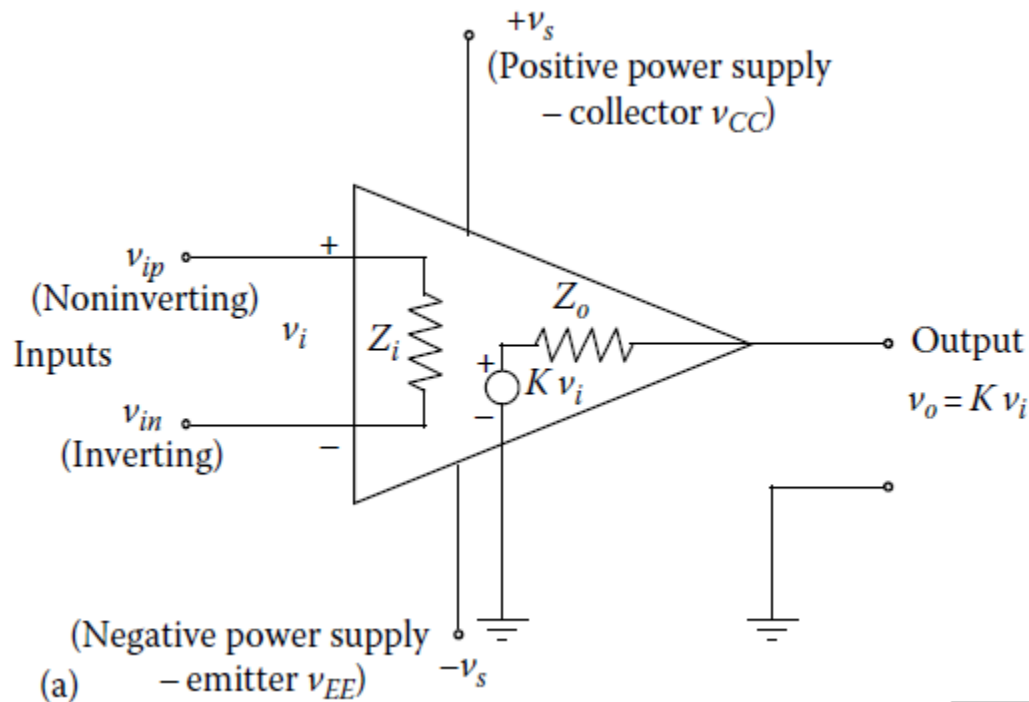 +vs
(Positive power supply
– collector vCC)
+
vip
(Noninverting)
vi
Zi
Zo
Inputs
+
K vi
–
Output
vo = K vi
vin
(Inverting)
–
(Negative power supply
– emitter vEE)
–vs
(a)